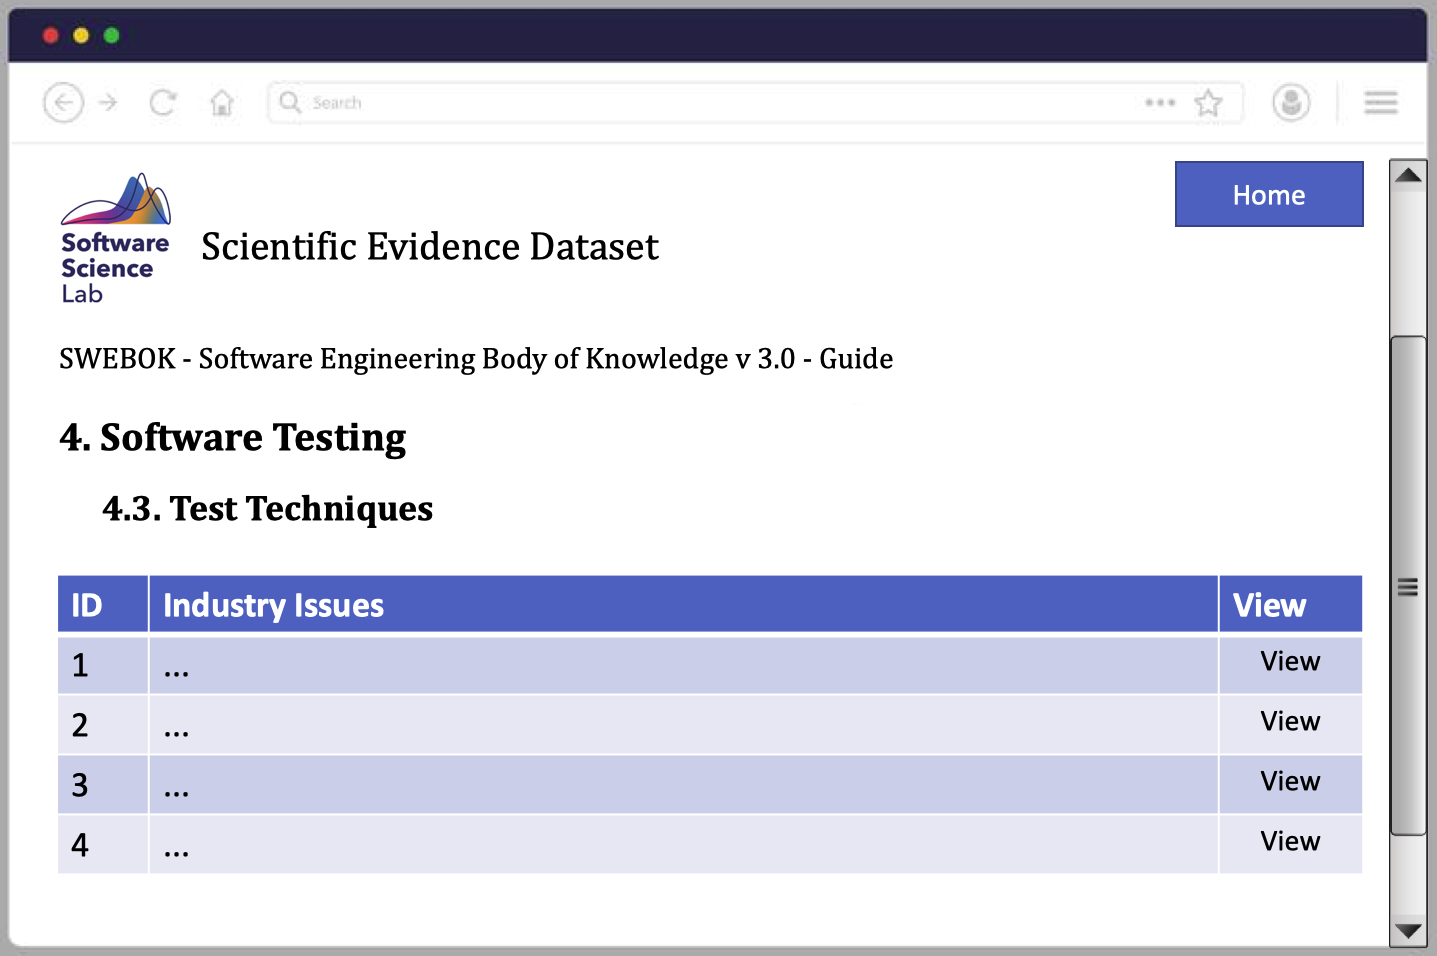 Search
Home
Software
Science
Lab
Scientific Evidence Dataset
SWEBOK - Software Engineering Body of Knowledge v 3.0 - Guide
4. Software Testing
4.3. Test Techniques
ID Industry Issues View
1 ... View
2 ... View
3 ... View
4 ... View